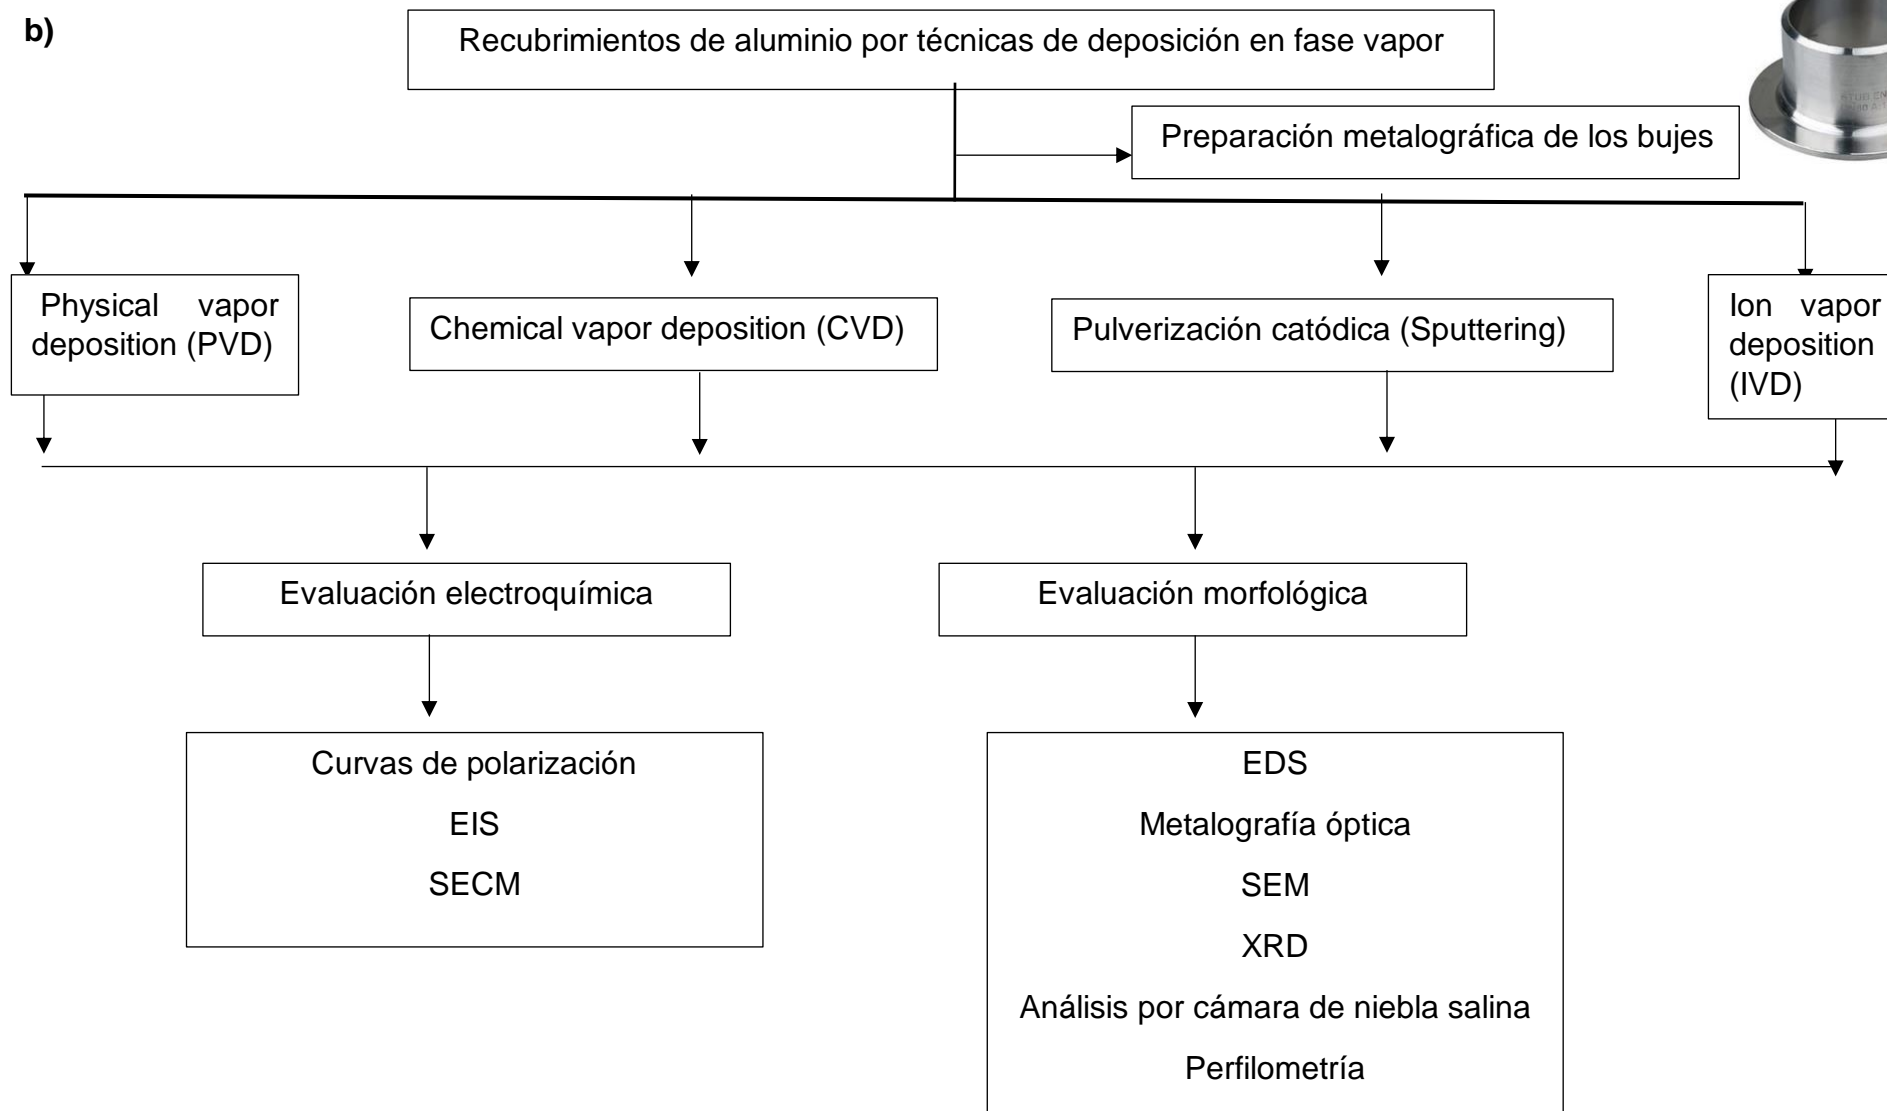 b)
Recubrimientos de aluminio por técnicas de deposición en fase vapor
Preparación metalográfica de los bujes
Physical vapor
deposition (PVD)
Chemical vapor deposition (CVD)
Pulverización catódica (Sputtering)
Ion vapor
deposition
(IVD)
Evaluación electroquímica
Evaluación morfológica
Curvas de polarización
EIS
SECM
EDS
Metalografía óptica
SEM
XRD
Análisis por cámara de niebla salina
Perfilometría